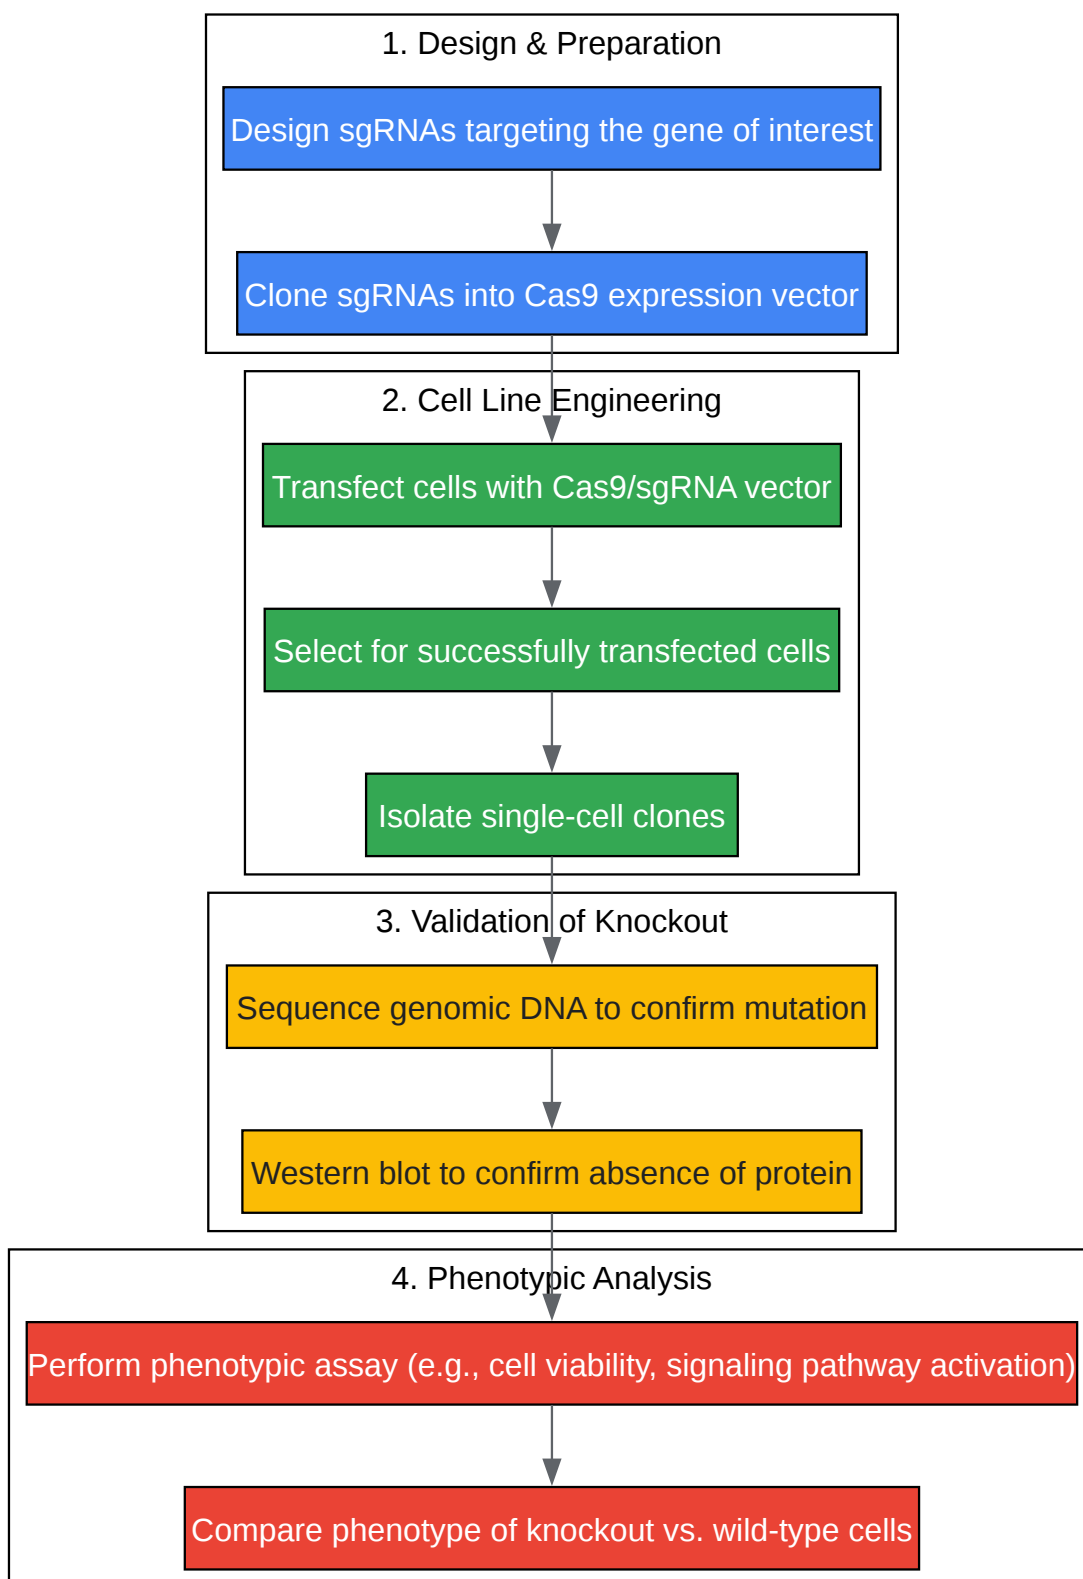 1. Design & Preparation
Design sgRNAs targeting the gene of interest
Clone sgRNAs into Cas9 expression vector
2. Cell Line Engineering
Transfect cells with Cas9/sgRNA vector
Select for successfully transfected cells
Isolate single-cell clones
3. Validation of Knockout
Sequence genomic DNA to confirm mutation
Western blot to confirm absence of protein
4. Phenotypic Analysis
Perform phenotypic assay (e.g., cell viability, signaling pathway activation)
Compare phenotype of knockout vs. wild-type cells